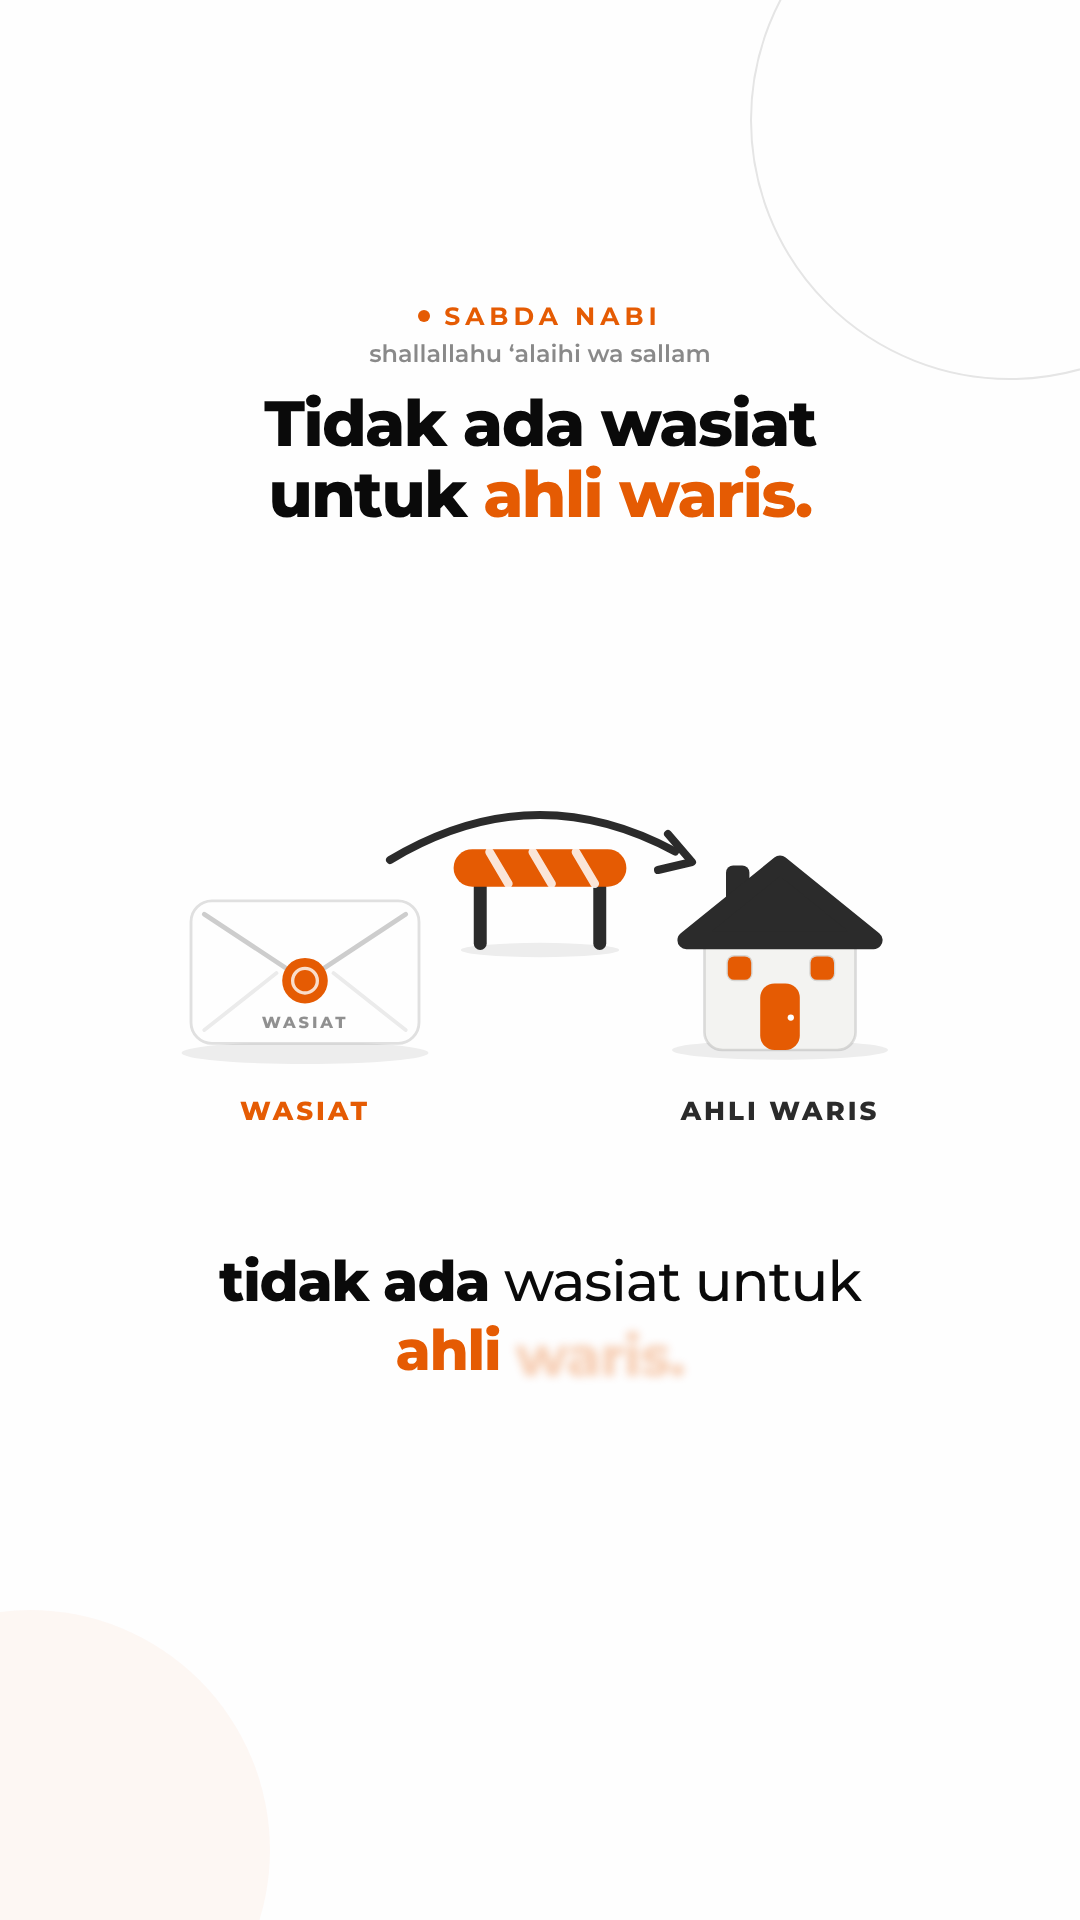 SABDA NABI
shallallahu ‘alaihi wa sallam
Tidak ada wasiat
untuk ahli waris.
WASIAT
WASIAT
AHLI WARIS
tidak ada wasiat untuk
ahli waris.